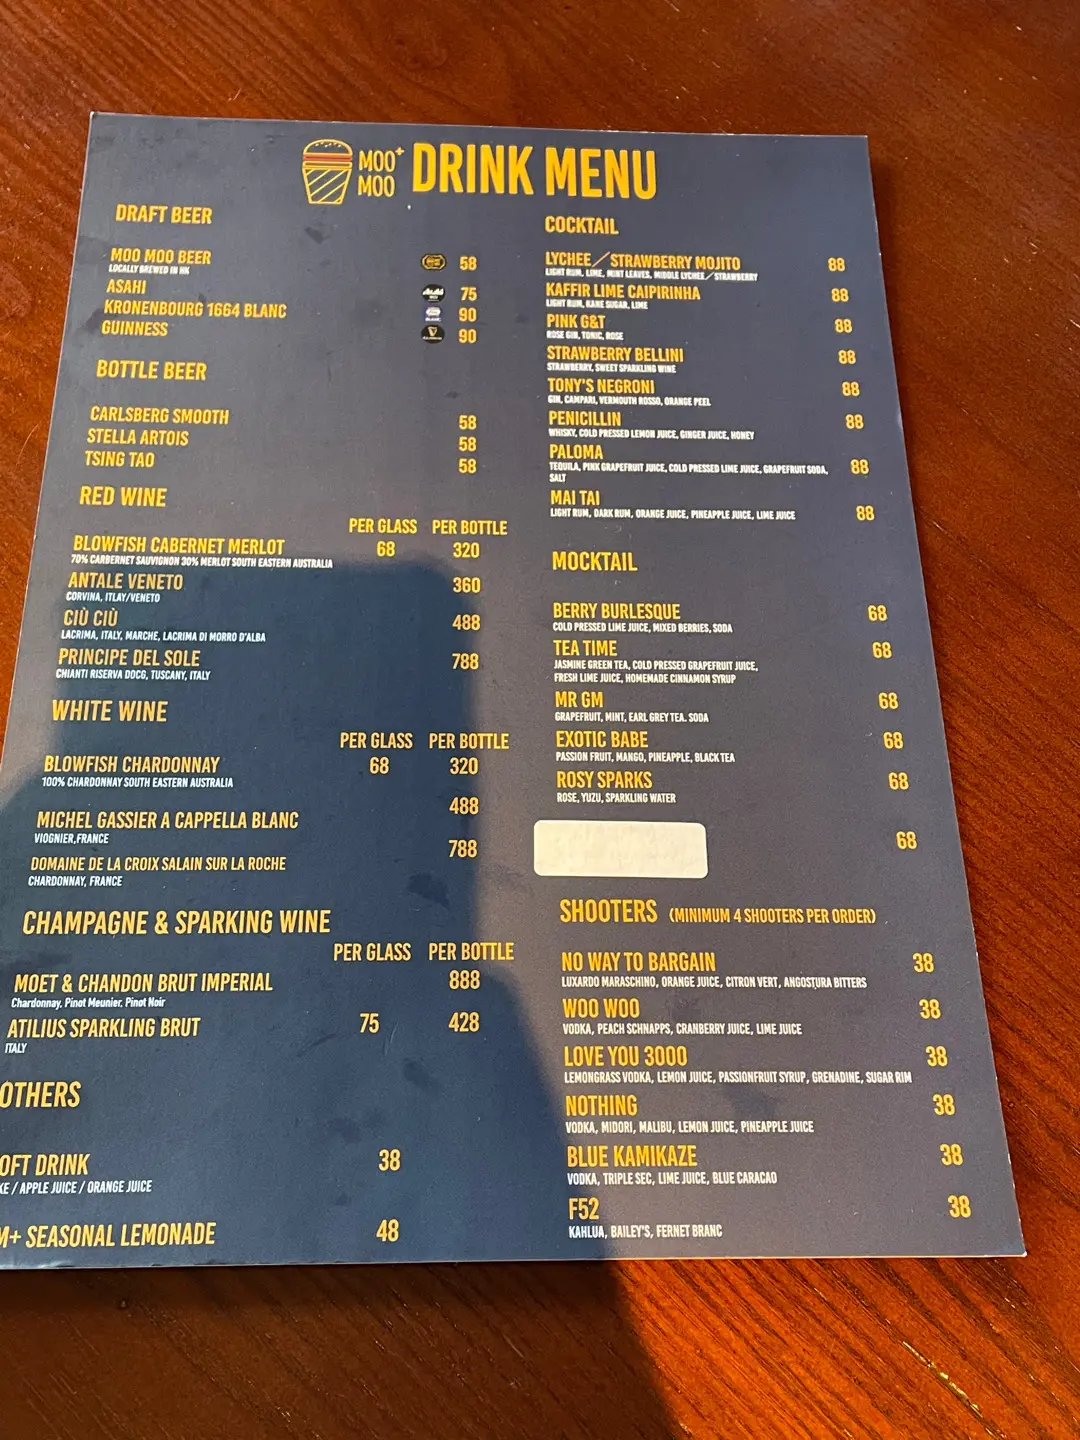 MOO+
MOO
DRINK MENU
DRAFT BEER
MOO MOO BEER 58
LOCALLY BREWED IN HK
ASAHI 75
KRONENBOURG 1664 BLANC 90
GUINNESS 90
BOTTLE BEER
CARLSBERG SMOOTH 58
STELLA ARTOIS 58
TSING TAO 58
RED WINE
PER GLASS PER BOTTLE
BLOWFISH CABERNET MERLOT 68 320
70% CARBERNET SAUVIGNON 30% MERLOT SOUTH EASTERN AUSTRALIA
ANTALE VENETO 360
CORVINA, ITLAY/VENETO
CIÙ CIÙ 488
LACRIMA, ITALY, MARCHE, LACRIMA DI MORRO D'ALBA
PRINCIPE DEL SOLE 788
CHIANTI RISERVA DOCG, TUSCANY, ITALY
WHITE WINE
PER GLASS PER BOTTLE
BLOWFISH CHARDONNAY 68 320
100% CHARDONNAY SOUTH EASTERN AUSTRALIA
MICHEL GASSIER A CAPPELLA BLANC 488
VIOGNIER,FRANCE
DOMAINE DE LA CROIX SALAIN SUR LA ROCHE 788
CHARDONNAY, FRANCE
CHAMPAGNE & SPARKING WINE
PER GLASS PER BOTTLE
MOET & CHANDON BRUT IMPERIAL 888
Chardonnay, Pinot Meunier, Pinot Noir
ATILIUS SPARKLING BRUT 75 428
ITALY
OTHERS
OFT DRINK 38
KE / APPLE JUICE / ORANGE JUICE
M+ SEASONAL LEMONADE 48
COCKTAIL
LYCHEE／STRAWBERRY MOJITO 88
LIGHT RUM, LIME, MINT LEAVES, MIDDLE LYCHEE／STRAWBERRY
KAFFIR LIME CAIPIRINHA 88
LIGHT RUM, KANE SUGAR, LIME
PINK G&T 88
ROSE GIN, TONIC, ROSE
STRAWBERRY BELLINI 88
STRAWBERRY, SWEET SPARKLING WINE
TONY'S NEGRONI 88
GIN, CAMPARI, VERMOUTH ROSSO, ORANGE PEEL
PENICILLIN 88
WHISKY, COLD PRESSED LEMON JUICE, GINGER JUICE, HONEY
PALOMA 88
TEQUILA, PINK GRAPEFRUIT JUICE, COLD PRESSED LIME JUICE, GRAPEFRUIT SODA,
SALT
MAI TAI 88
LIGHT RUM, DARK RUM, ORANGE JUICE, PINEAPPLE JUICE, LIME JUICE
MOCKTAIL
BERRY BURLESQUE 68
COLD PRESSED LIME JUICE, MIXED BERRIES, SODA
TEA TIME 68
JASMINE GREEN TEA, COLD PRESSED GRAPEFRUIT JUICE,
FRESH LIME JUICE, HOMEMADE CINNAMON SYRUP
MR GM 68
GRAPEFRUIT, MINT, EARL GREY TEA. SODA
EXOTIC BABE 68
PASSION FRUIT, MANGO, PINEAPPLE, BLACK TEA
ROSY SPARKS 68
ROSE, YUZU, SPARKLING WATER
68
SHOOTERS (MINIMUM 4 SHOOTERS PER ORDER)
NO WAY TO BARGAIN 38
LUXARDO MARASCHINO, ORANGE JUICE, CITRON VERT, ANGOSTURA BITTERS
WOO WOO 38
VODKA, PEACH SCHNAPPS, CRANBERRY JUICE, LIME JUICE
LOVE YOU 3000 38
LEMONGRASS VODKA, LEMON JUICE, PASSIONFRUIT SYRUP, GRENADINE, SUGAR RIM
NOTHING 38
VODKA, MIDORI, MALIBU, LEMON JUICE, PINEAPPLE JUICE
BLUE KAMIKAZE 38
VODKA, TRIPLE SEC, LIME JUICE, BLUE CARACAO
F52 38
KAHLUA, BAILEY'S, FERNET BRANC